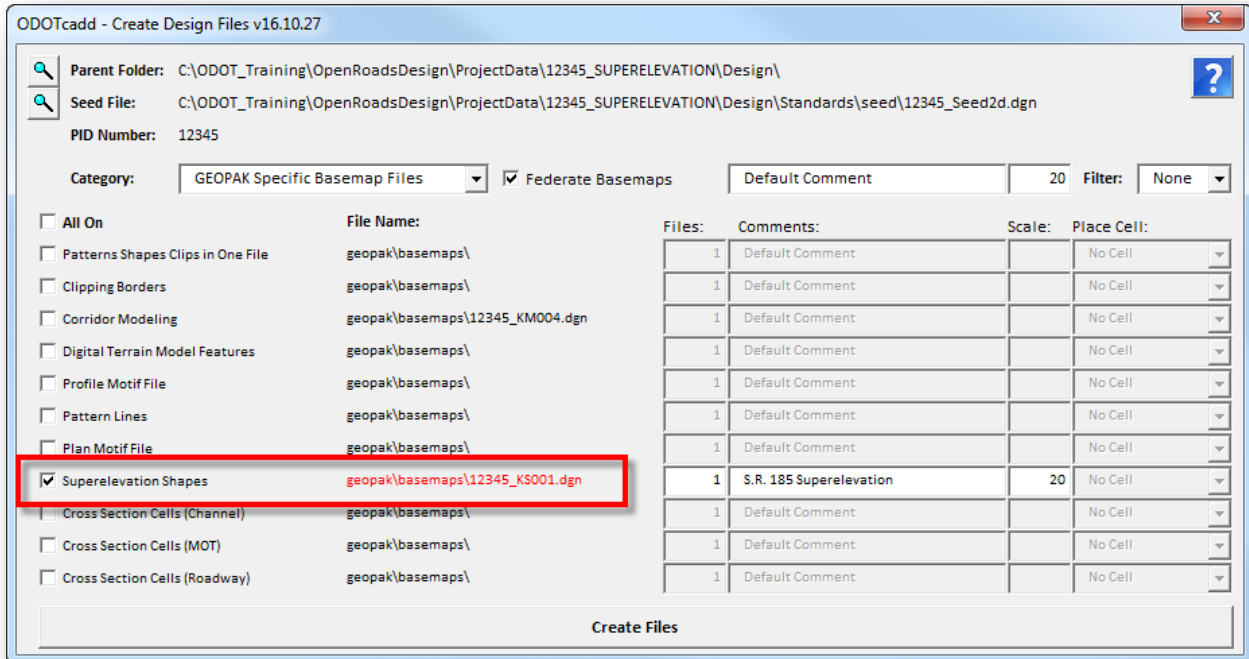 ODOTcadd - Create Design Files v16.10.27
x
Parent Folder: C:\ODOT_Training\OpenRoadsDesign\ProjectData\12345_SUPERELEVATION\Design\
?
Seed File: C:\ODOT_Training\OpenRoadsDesign\ProjectData\12345_SUPERELEVATION\Design\Standards\seed\12345_Seed2d.dgn
PID Number: 12345
Category: GEOPAK Specific Basemap Files Federate Basemaps Default Comment 20 Filter: None
All On File Name: Files: Comments: Scale: Place Cell:
Patterns Shapes Clips in One File geopak\basemaps\ 1 Default Comment No Cell
Clipping Borders geopak\basemaps\ 1 Default Comment No Cell
Corridor Modeling geopak\basemaps\12345_KM004.dgn 1 Default Comment No Cell
Digital Terrain Model Features geopak\basemaps\ 1 Default Comment No Cell
Profile Motif File geopak\basemaps\ 1 Default Comment No Cell
Pattern Lines geopak\basemaps\ 1 Default Comment No Cell
Plan Motif File geopak\basemaps\ 1 Default Comment No Cell
Superelevation Shapes geopak\basemaps\12345_KS001.dgn 1 S.R. 185 Superelevation 20 No Cell
Cross Section Cells (Channel) geopak\basemaps\ 1 Default Comment No Cell
Cross Section Cells (MOT) geopak\basemaps\ 1 Default Comment No Cell
Cross Section Cells (Roadway) geopak\basemaps\ 1 Default Comment No Cell
Create Files